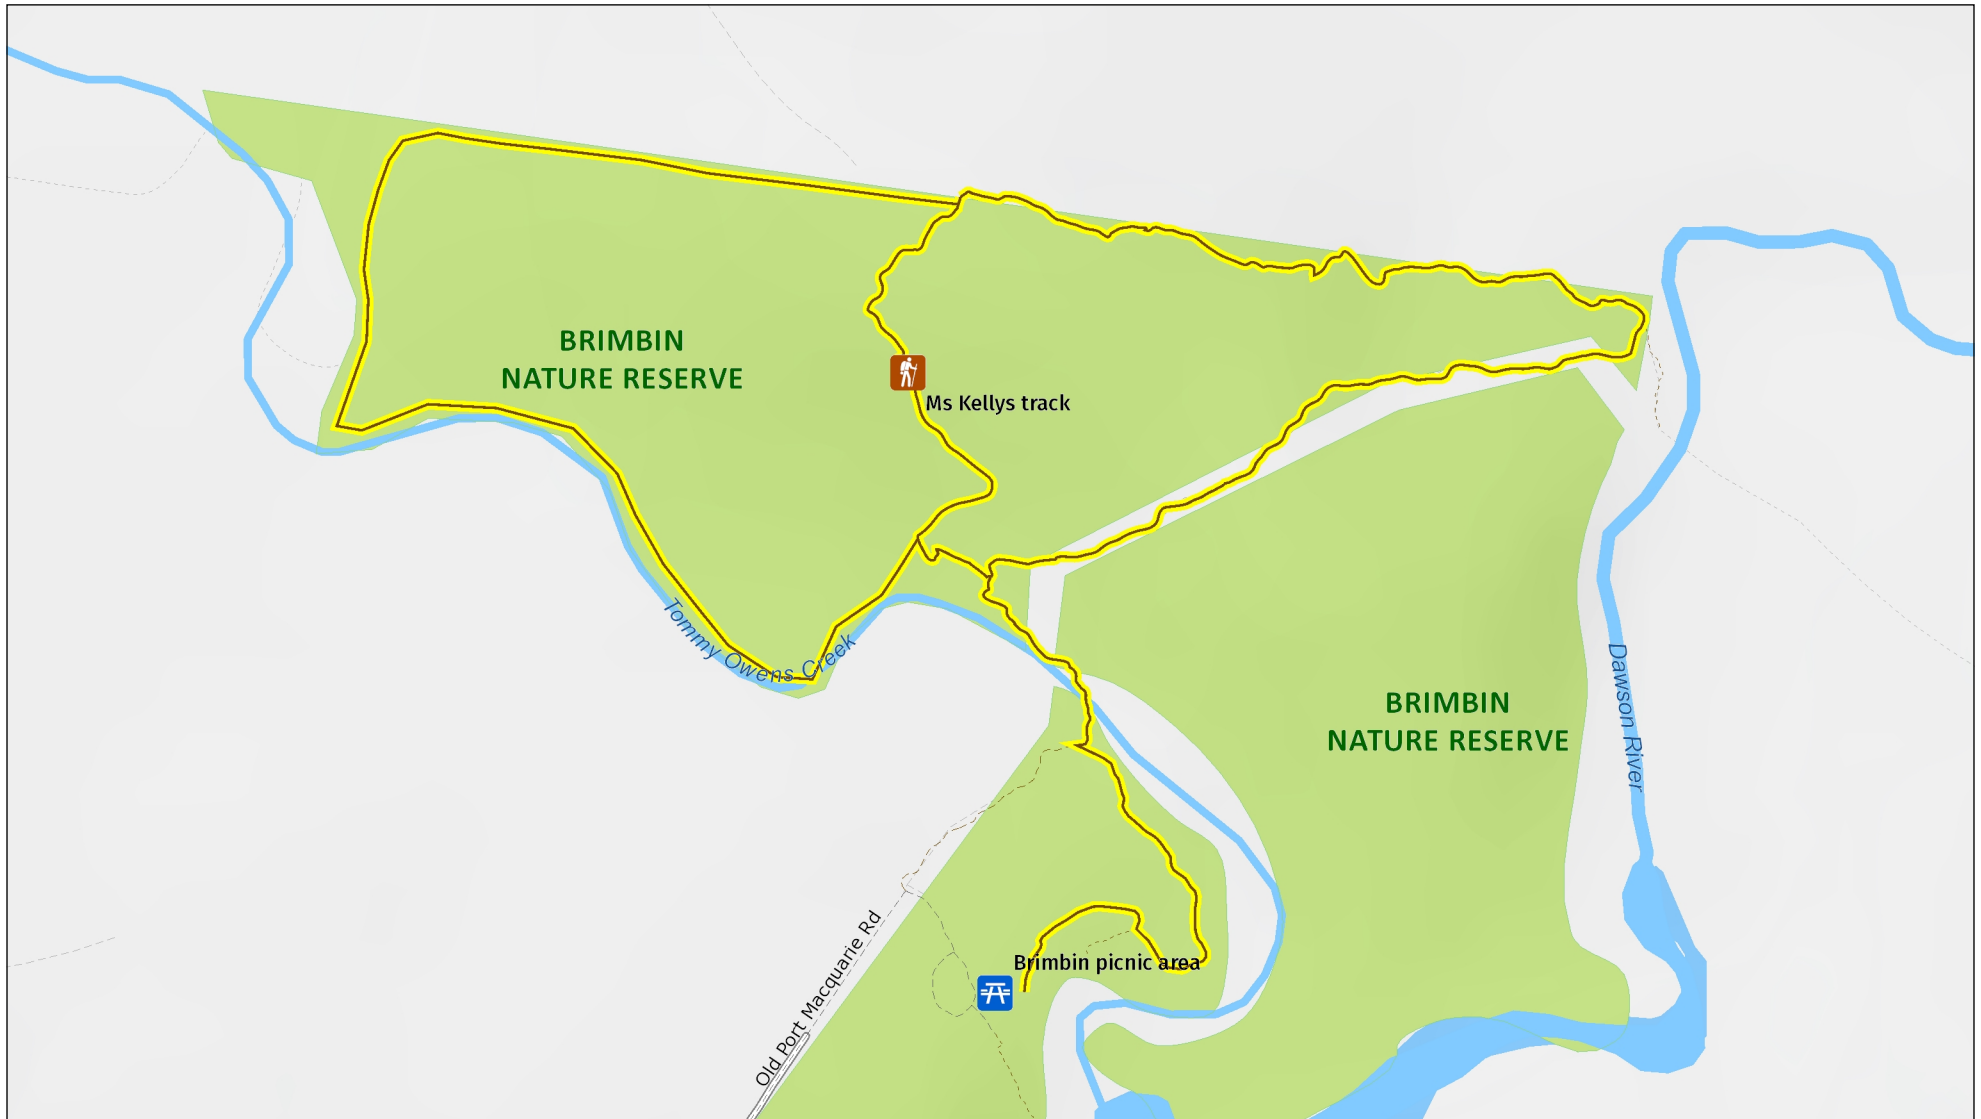 BRIMBIN
NATURE RESERVE
Ms Kellys track
Tommy Owens Creek
BRIMBIN
NATURE RESERVE
Dawson River
Old Port Macquarie Rd
Brimbin picnic area